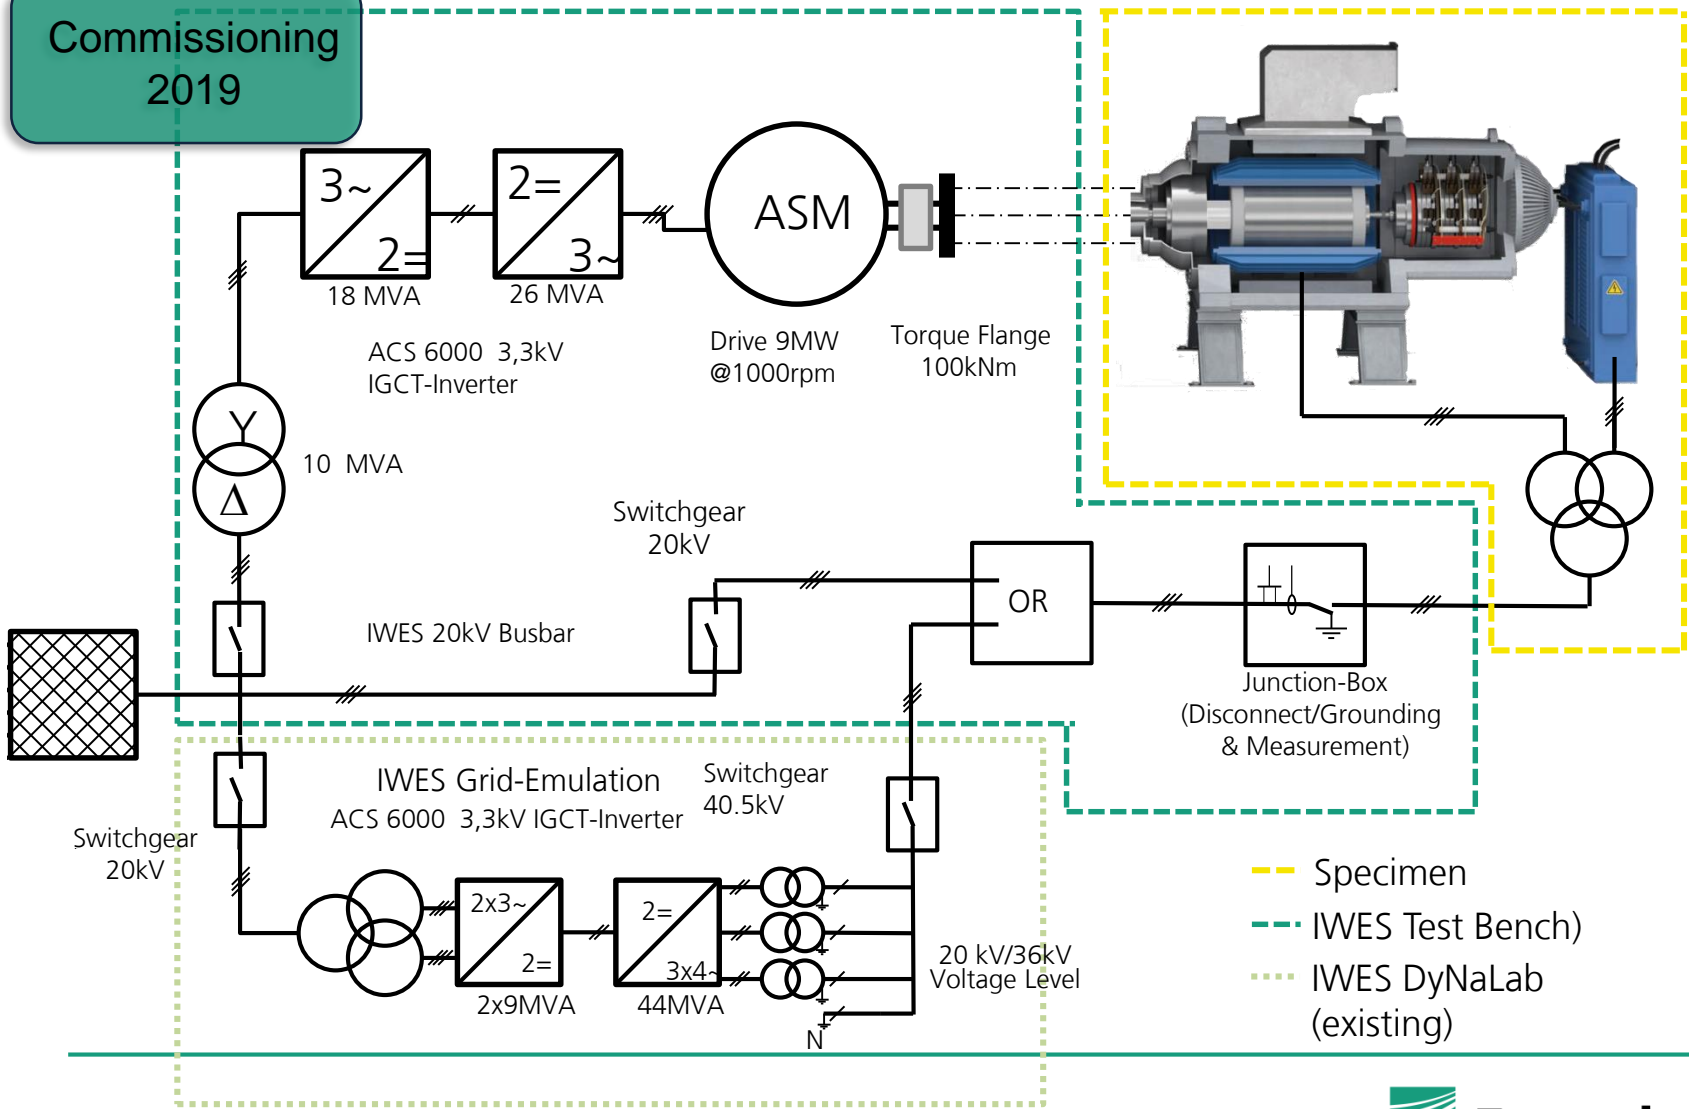 Commissioning
2019
3~
2=
18 MVA
2=
3~
26 MVA
ACS 6000 3,3kV
IGCT-Inverter
ASM
Drive 9MW
@1000rpm
Torque Flange
100kNm
Y
Δ
10 MVA
Switchgear
20kV
IWES 20kV Busbar
OR
Junction-Box
(Disconnect/Grounding
& Measurement)
IWES Grid-Emulation
ACS 6000 3,3kV IGCT-Inverter
Switchgear
40.5kV
Switchgear
20kV
2x3~
2=
2x9MVA
2=
3x4~
44MVA
20 kV/36kV
Voltage Level
N
Specimen
IWES Test Bench)
IWES DyNaLab
(existing)